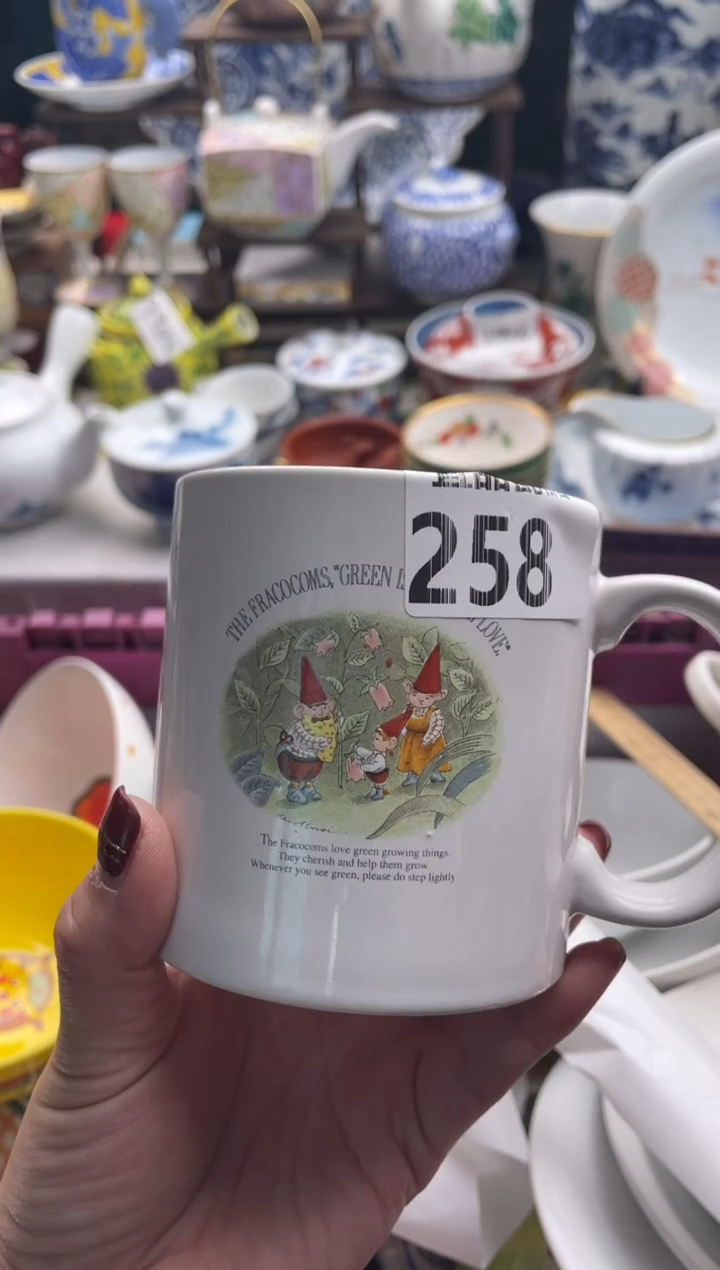 258
THE FRACOCOMS, "GREEN LOVE,"
The Fracocoms love green growing things.
They cherish and help them grow
Whenever you see green, please do step lightly